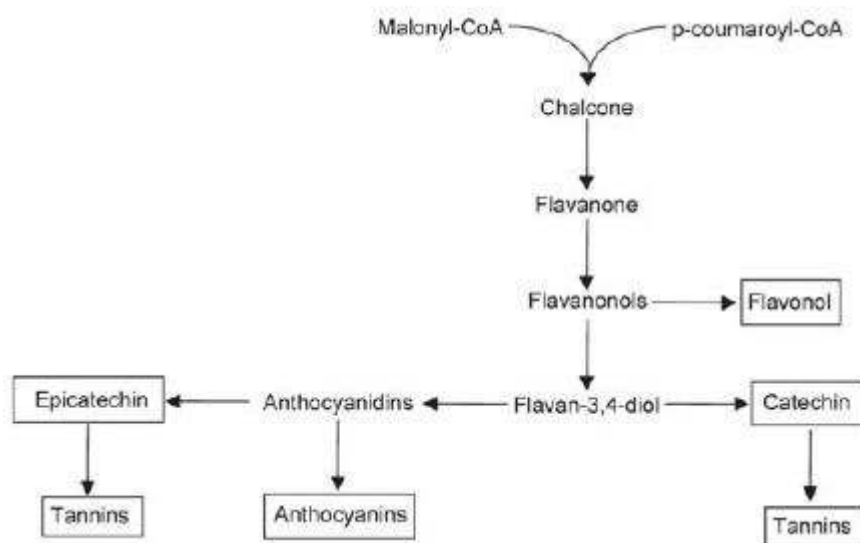 Malonyl-CoA p-coumaroyl-CoA
Chalcone
Flavanone
Flavanonols Flavonol
Epicatechin Anthocyanidins Flavan-3,4-diol Catechin
Tannins Anthocyanins Tannins